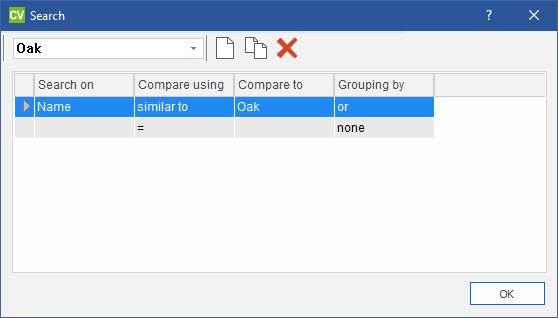 CV Search ?
Oak
Search on Compare using Compare to Grouping by
Name similar to Oak or
= none
OK